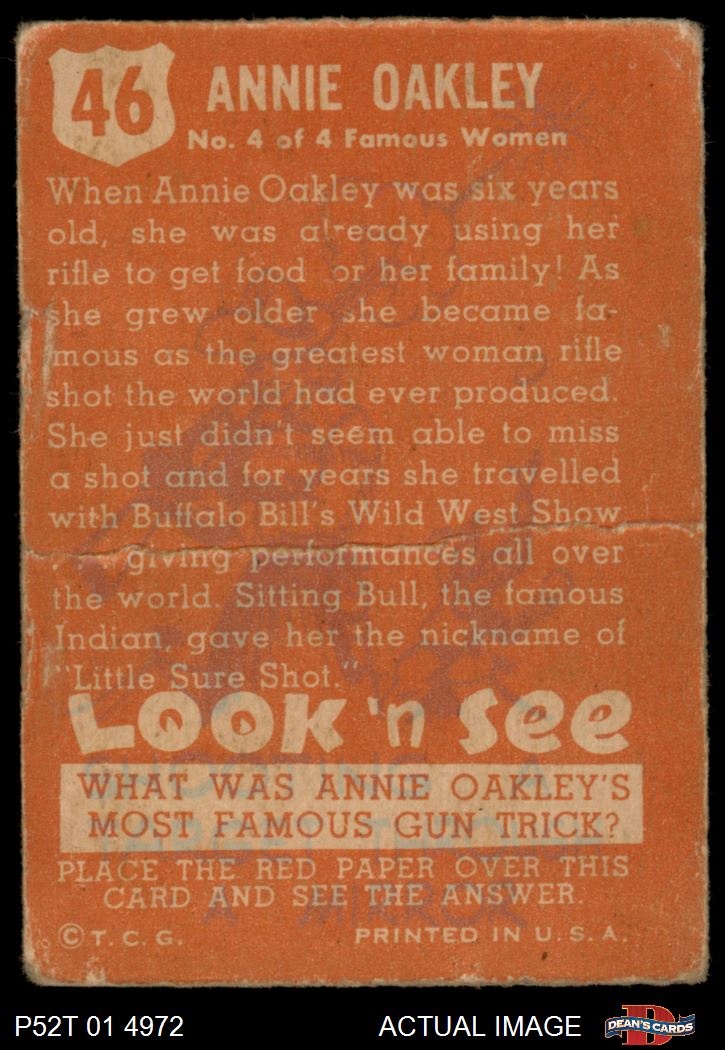 46
ANNIE OAKLEY
No. 4 of 4 Famous Women
When Annie Oakley was six years
old, she was already using her
rifle to get food for her family! As
she grew older she became fa-
mous as the greatest woman rifle
shot the world had ever produced.
She just didn't seem able to miss
a shot and for years she travelled
with Buffalo Bill's Wild West Show
. . . giving performances all over
the world. Sitting Bull, the famous
Indian, gave her the nickname of
"Little Sure Shot."
LOOK 'n SEE
SHOOTING A
WHAT WAS ANNIE OAKLEY'S
MOST FAMOUS GUN TRICK?
TARGET THROUGH
PLACE THE RED PAPER OVER THIS
CARD AND SEE THE ANSWER.
A MIRROR
© T. C. G. PRINTED IN U. S. A.
P52T 01 4972 ACTUAL IMAGE
D
DEAN'S CARDS